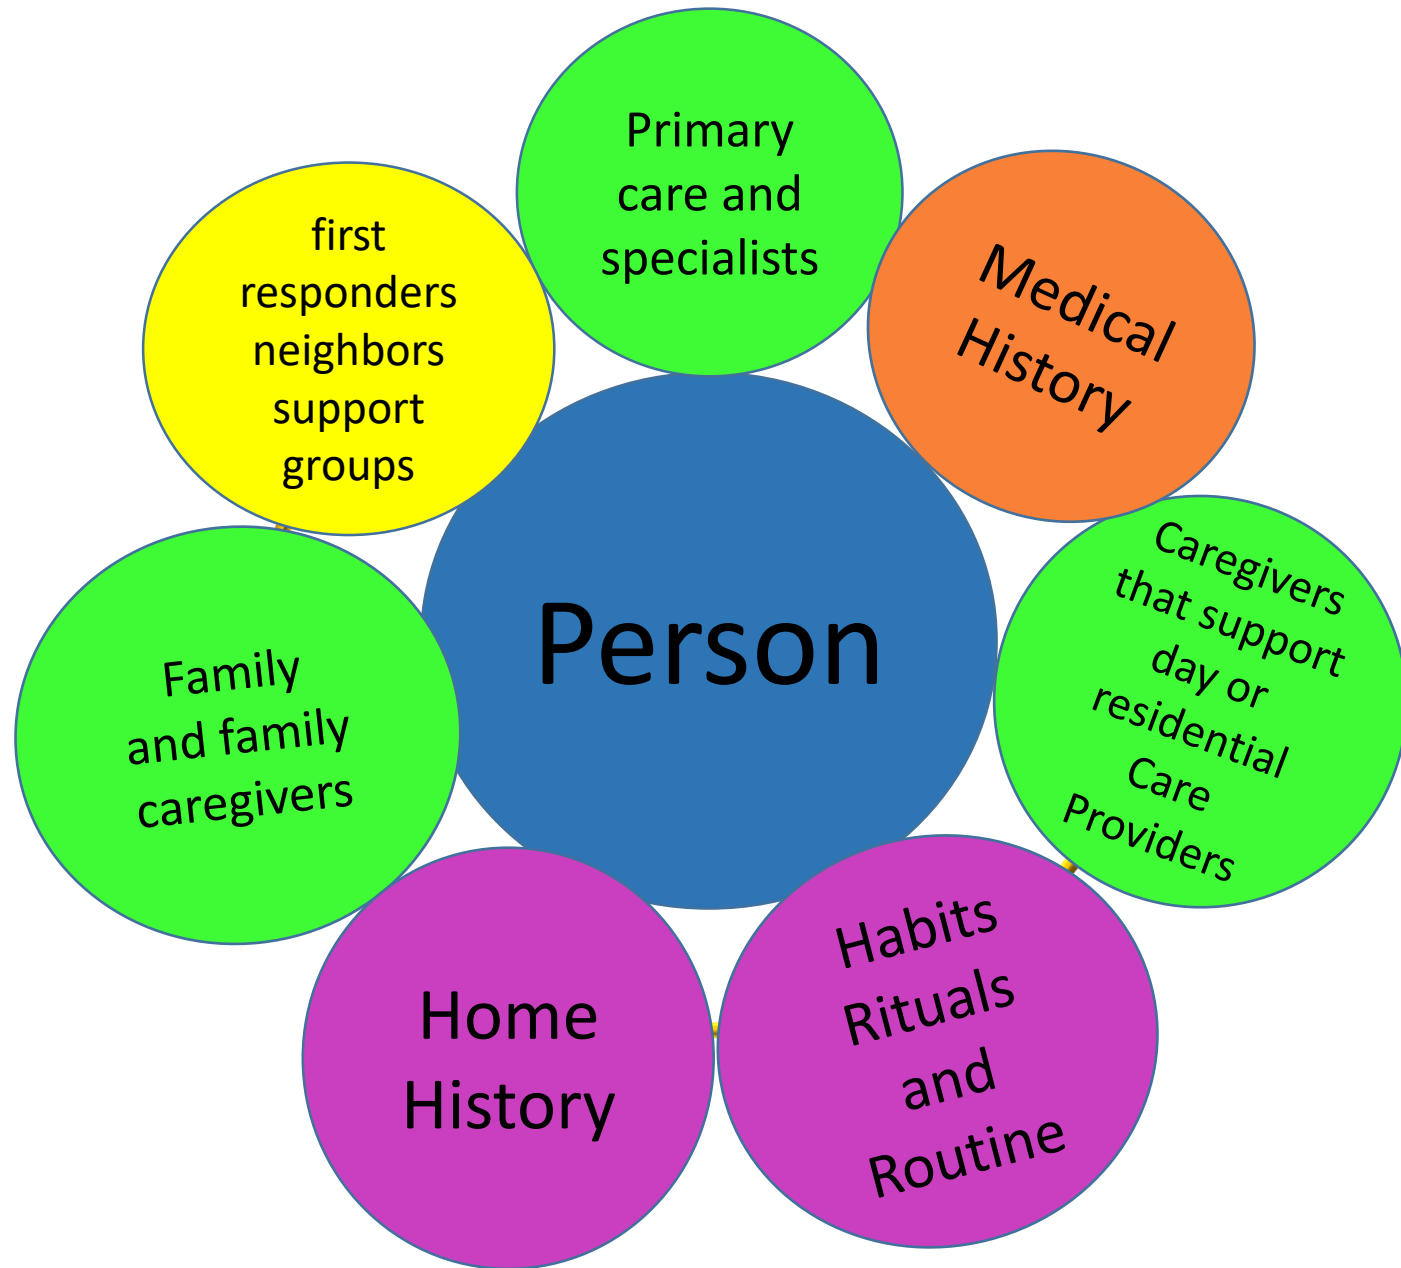 Primary
care and
specialists
Medical
History
Caregivers
that support
day or
residential
Care
Providers
Habits
Rituals
and
Routine
Home
History
Family
and family
caregivers
first
responders
neighbors
support
groups
Person